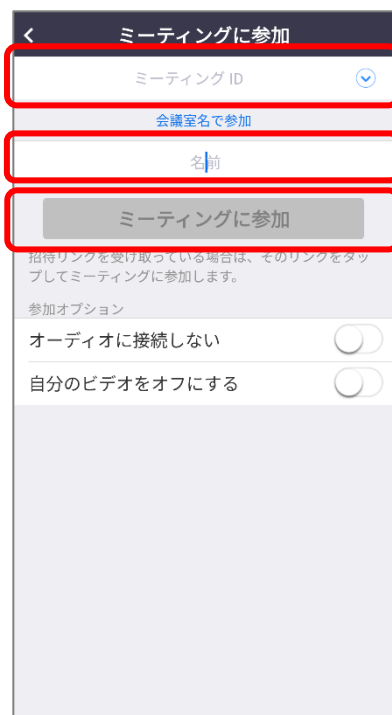 ミーティングに参加
ミーティング ID
会議室名で参加
名前
ミーティングに参加
招待リンクを受け取っている場合は、そのリンクをタッ
プしてミーティングに参加します。
参加オプション
オーディオに接続しない
自分のビデオをオフにする